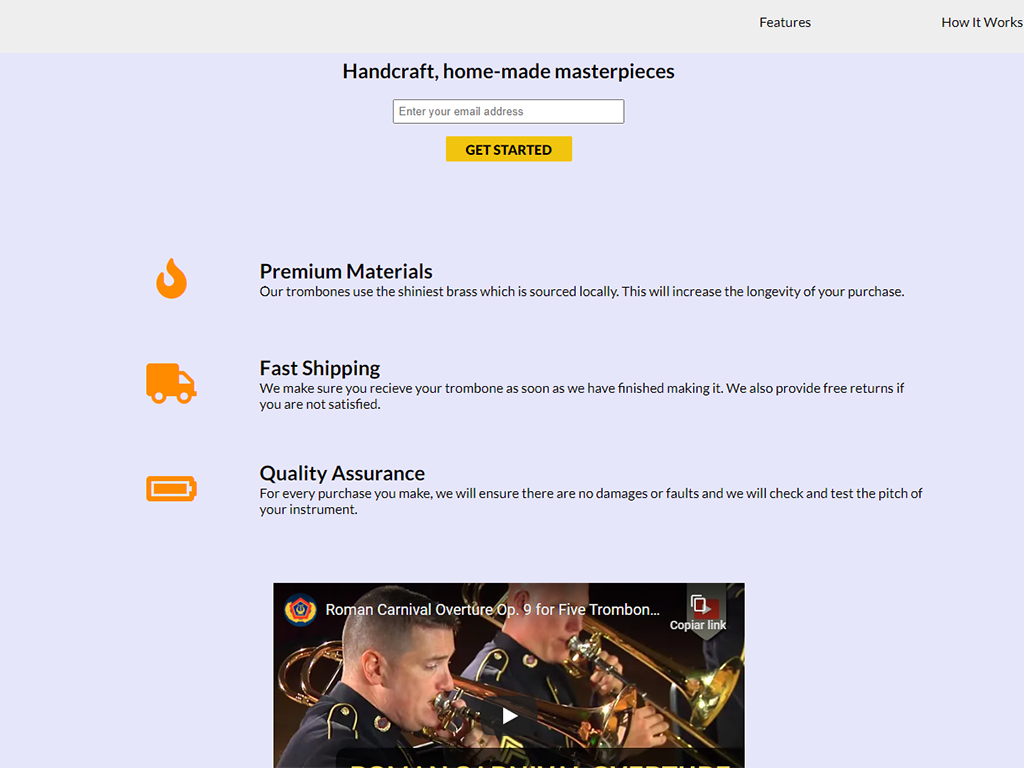 Features How It Works
Handcraft, home-made masterpieces
Enter your email address
GET STARTED
Premium Materials
Our trombones use the shiniest brass which is sourced locally. This will increase the longevity of your purchase.
Fast Shipping
We make sure you recieve your trombone as soon as we have finished making it. We also provide free returns if
you are not satisfied.
Quality Assurance
For every purchase you make, we will ensure there are no damages or faults and we will check and test the pitch of
your instrument.
Roman Carnival Overture Op. 9 for Five Trombon...
Copiar link
ROMAN CARNIVAL OVERTURE